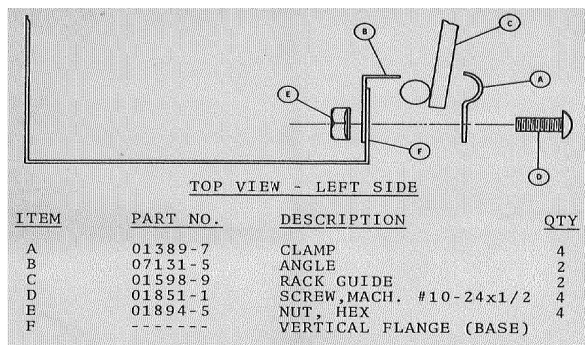 B
C
A
E
F
D
TOP VIEW - LEFT SIDE
ITEM PART NO. DESCRIPTION QTY
A 01389-7 CLAMP 4
B 07131-5 ANGLE 2
C 01598-9 RACK GUIDE 2
D 01851-1 SCREW,MACH. #10-24x1/2 4
E 01894-5 NUT, HEX 4
F ------- VERTICAL FLANGE (BASE)